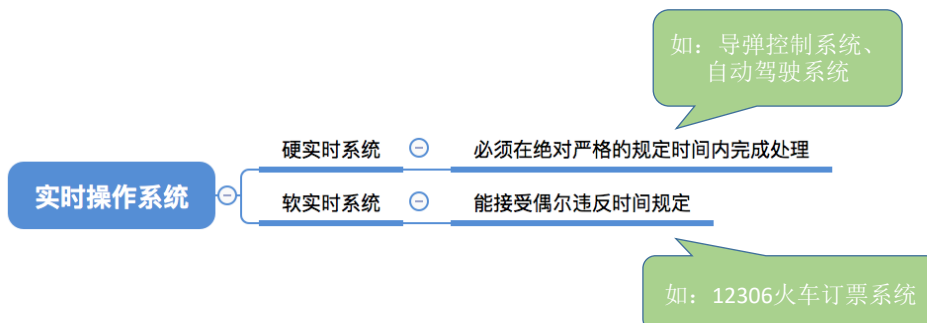 如：导弹控制系统、
自动驾驶系统
硬实时系统
必须在绝对严格的规定时间内完成处理
实时操作系统
软实时系统
能接受偶尔违反时间规定
如：12306火车订票系统